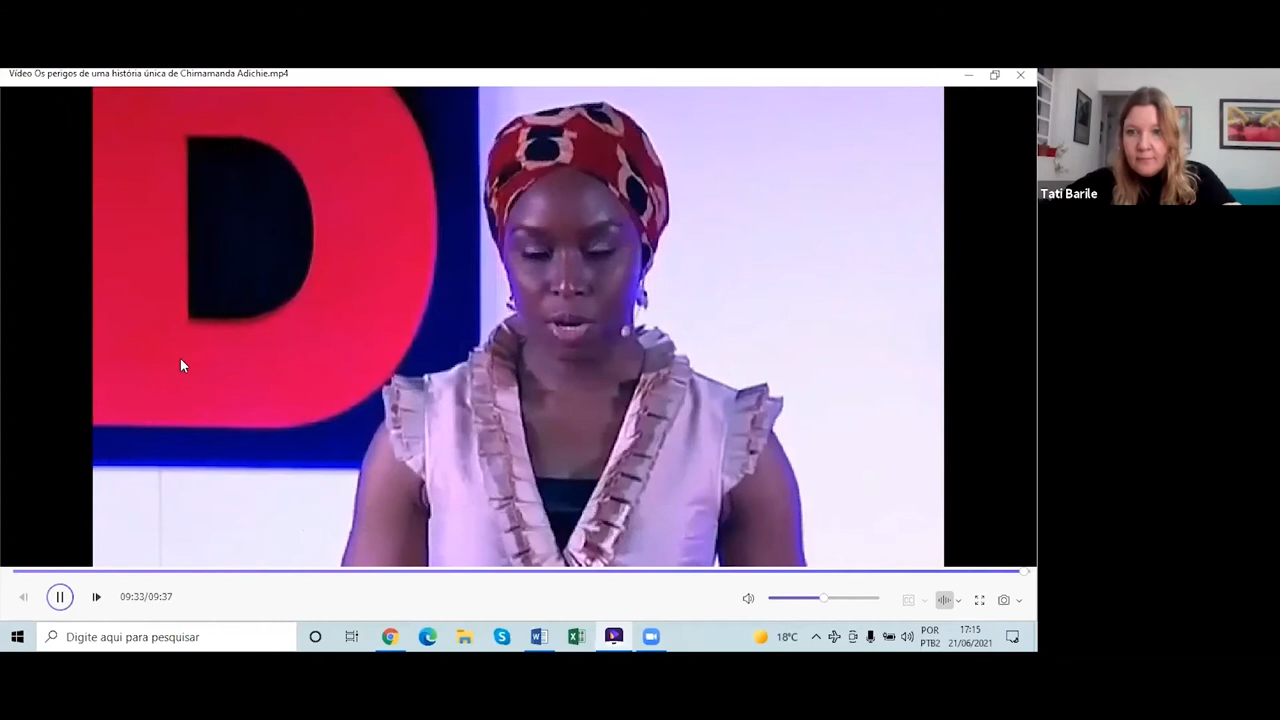 Vídeo Os perigos de uma história única de Chimamanda Adichie.mp4
D
Tati Barile
09:33/09:37
CC
Digite aqui para pesquisar
18°C
POR
PTB2
17:15
21/06/2021